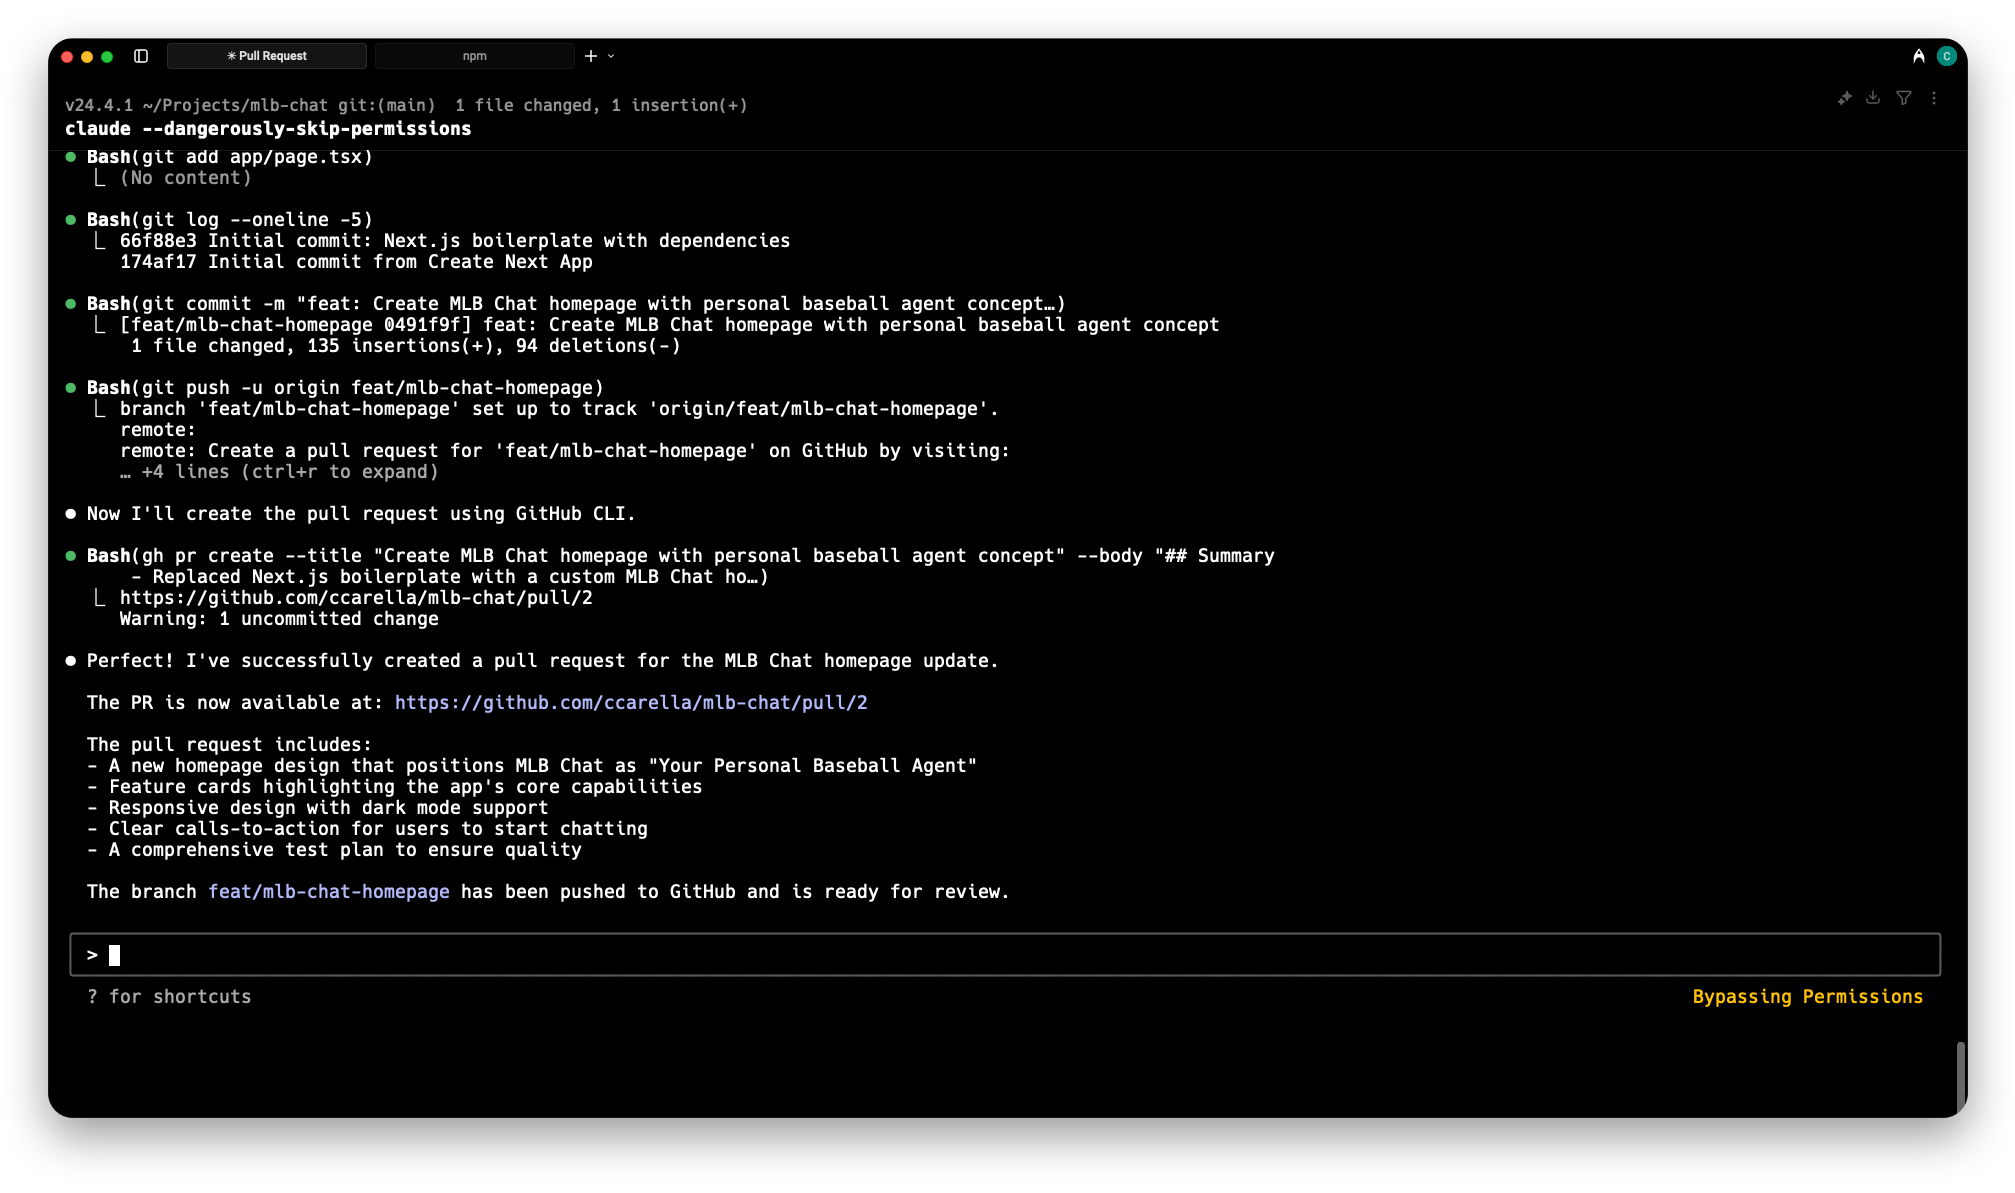 ✳ Pull Request
npm
C
v24.4.1 ~/Projects/mlb-chat git:(main)  1 file changed, 1 insertion(+)
claude --dangerously-skip-permissions
Bash(git add app/page.tsx)
(No content)
Bash(git log --oneline -5)
66f88e3 Initial commit: Next.js boilerplate with dependencies
174af17 Initial commit from Create Next App
Bash(git commit -m "feat: Create MLB Chat homepage with personal baseball agent concept…)
[feat/mlb-chat-homepage 0491f9f] feat: Create MLB Chat homepage with personal baseball agent concept
1 file changed, 135 insertions(+), 94 deletions(-)
Bash(git push -u origin feat/mlb-chat-homepage)
branch 'feat/mlb-chat-homepage' set up to track 'origin/feat/mlb-chat-homepage'.
remote:
remote: Create a pull request for 'feat/mlb-chat-homepage' on GitHub by visiting:
… +4 lines (ctrl+r to expand)
Now I'll create the pull request using GitHub CLI.
Bash(gh pr create --title "Create MLB Chat homepage with personal baseball agent concept" --body "## Summary
- Replaced Next.js boilerplate with a custom MLB Chat ho…)
https://github.com/ccarella/mlb-chat/pull/2
Warning: 1 uncommitted change
Perfect! I've successfully created a pull request for the MLB Chat homepage update.
The PR is now available at: https://github.com/ccarella/mlb-chat/pull/2
The pull request includes:
- A new homepage design that positions MLB Chat as "Your Personal Baseball Agent"
- Feature cards highlighting the app's core capabilities
- Responsive design with dark mode support
- Clear calls-to-action for users to start chatting
- A comprehensive test plan to ensure quality
The branch feat/mlb-chat-homepage has been pushed to GitHub and is ready for review.
>
? for shortcuts
Bypassing Permissions